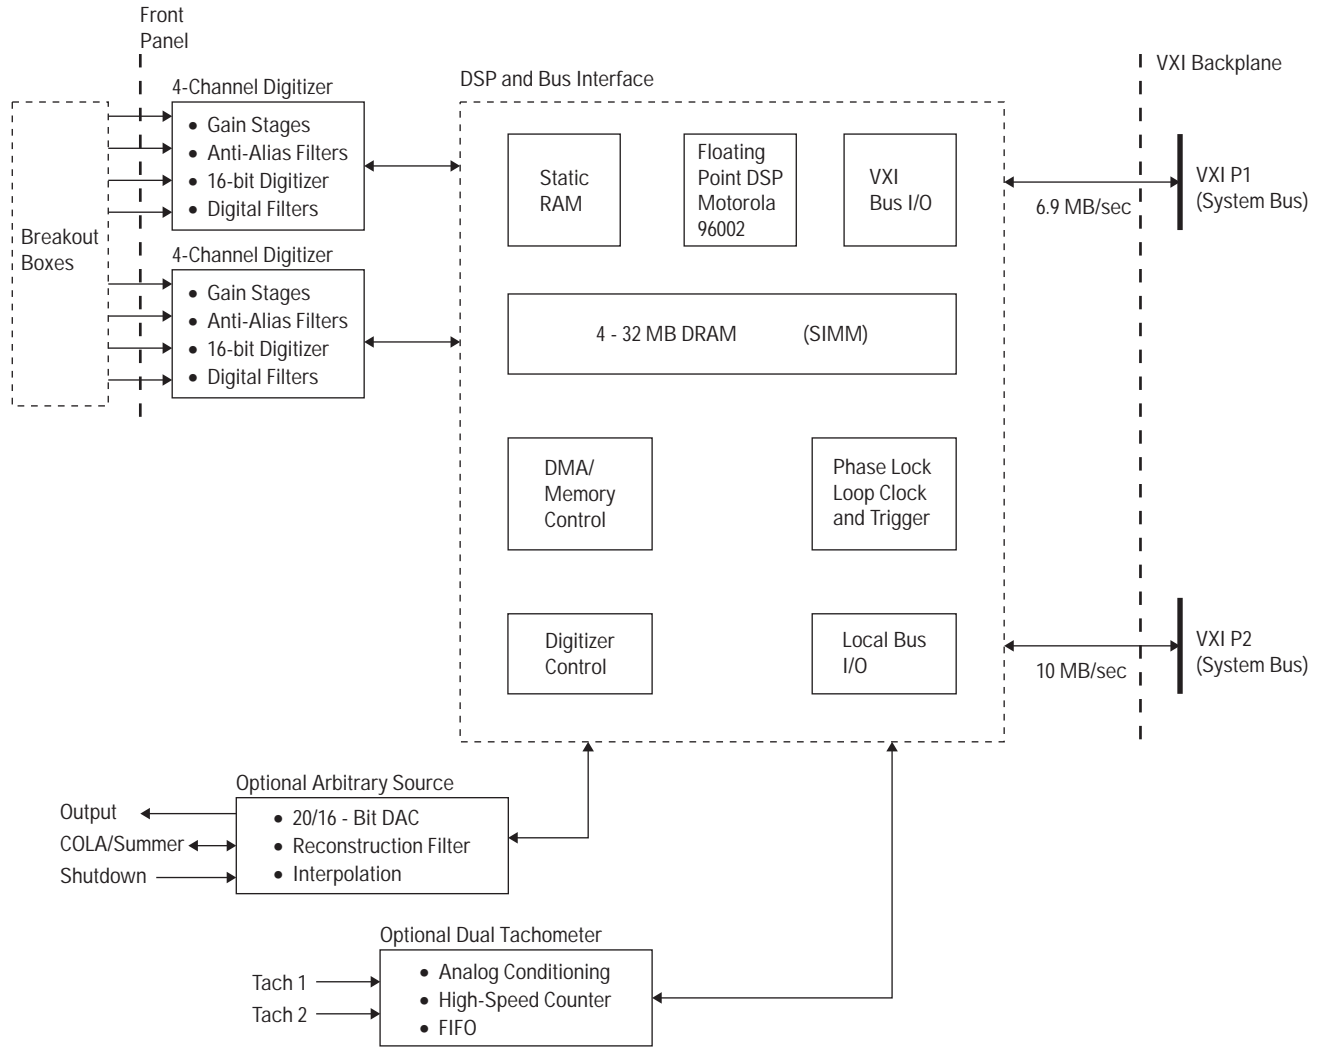 Front
Panel
VXI Backplane
4-Channel Digitizer
DSP and Bus Interface
• Gain Stages
• Anti-Alias Filters
• 16-bit Digitizer
• Digital Filters
Static
RAM
Floating
Point DSP
Motorola
96002
VXI
Bus I/O
VXI P1
(System Bus)
6.9 MB/sec
Breakout
Boxes
4-Channel Digitizer
• Gain Stages
• Anti-Alias Filters
• 16-bit Digitizer
• Digital Filters
4 - 32 MB DRAM (SIMM)
DMA/
Memory
Control
Phase Lock
Loop Clock
and Trigger
Digitizer
Control
Local Bus
I/O
VXI P2
(System Bus)
10 MB/sec
Optional Arbitrary Source
Output
COLA/Summer
Shutdown
• 20/16 - Bit DAC
• Reconstruction Filter
• Interpolation
Optional Dual Tachometer
Tach 1
Tach 2
• Analog Conditioning
• High-Speed Counter
• FIFO